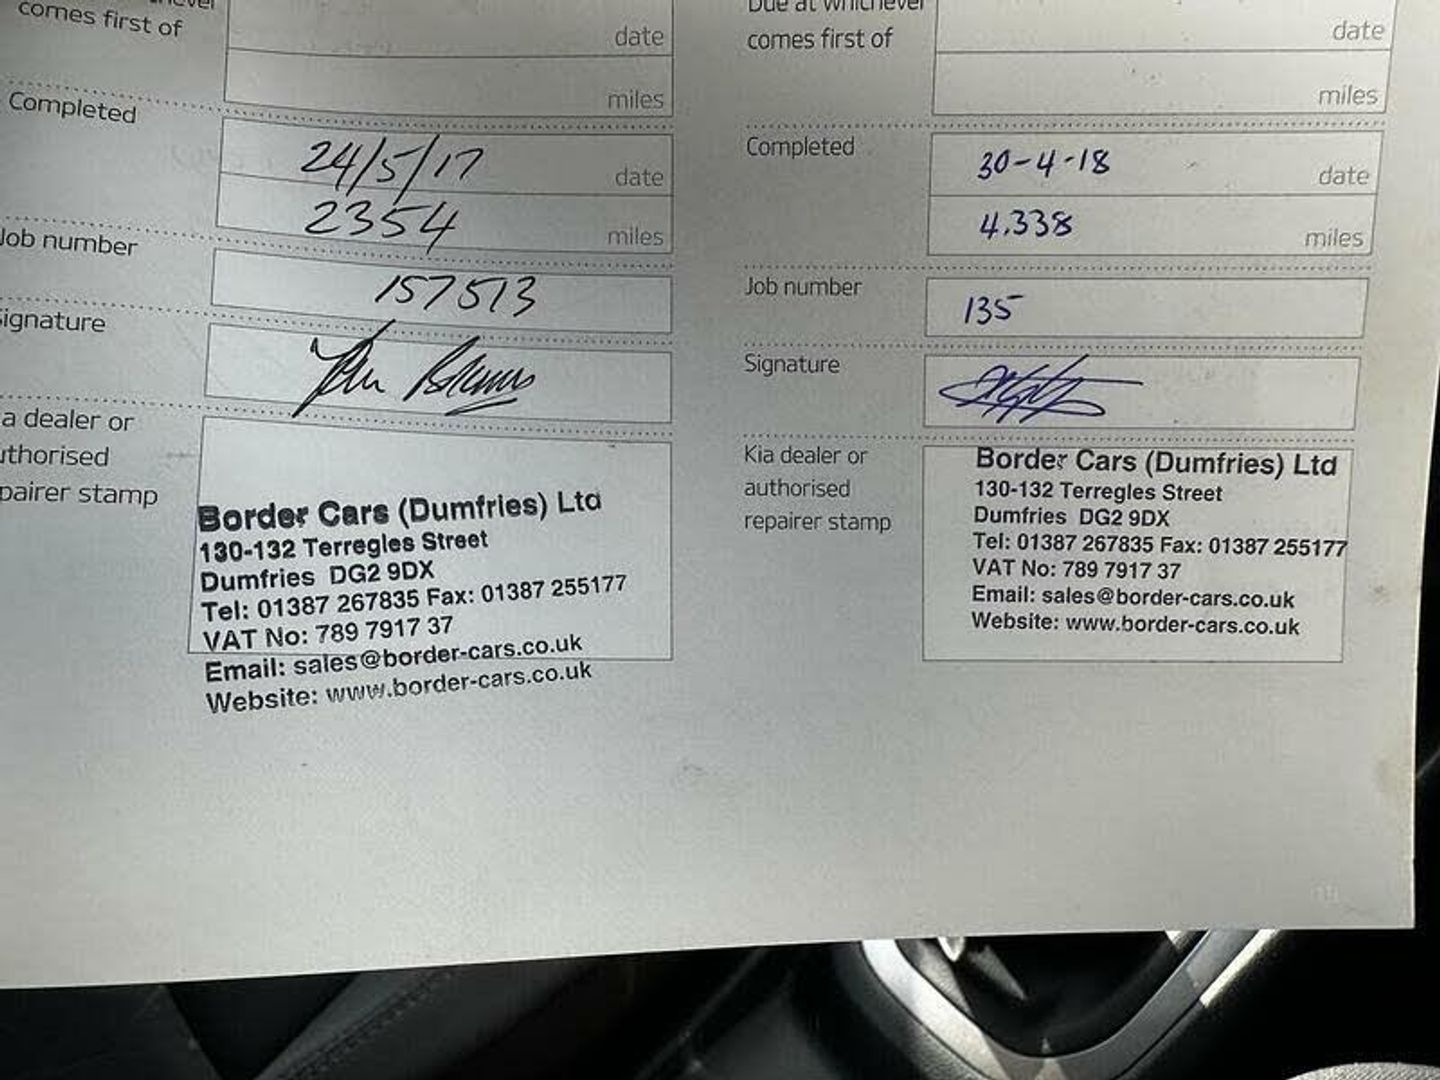 comes first of
date
miles
Completed
24/5/17 date
2354 miles
Job number
157513
ignature
John
a dealer or
uthorised
pairer stamp
Border Cars (Dumfries) Ltd
130-132 Terregles Street
Dumfries DG2 9DX
Tel: 01387 267835 Fax: 01387 255177
VAT No: 789 7917 37
Email: sales@border-cars.co.uk
Website: www.border-cars.co.uk
Due at whichever
comes first of
date
miles
Completed
30-4-18 date
4.338 miles
Job number
135
Signature
Kia dealer or
authorised
repairer stamp
Border Cars (Dumfries) Ltd
130-132 Terregles Street
Dumfries DG2 9DX
Tel: 01387 267835 Fax: 01387 255177
VAT No: 789 7917 37
Email: sales@border-cars.co.uk
Website: www.border-cars.co.uk